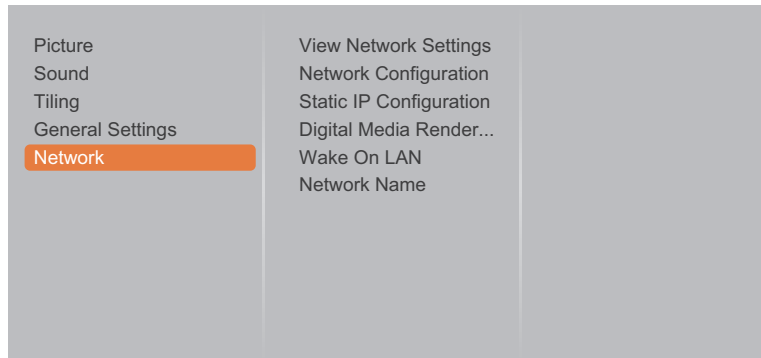 Picture
Sound
Tiling
General Settings
Network
View Network Settings
Network Configuration
Static IP Configuration
Digital Media Render...
Wake On LAN
Network Name